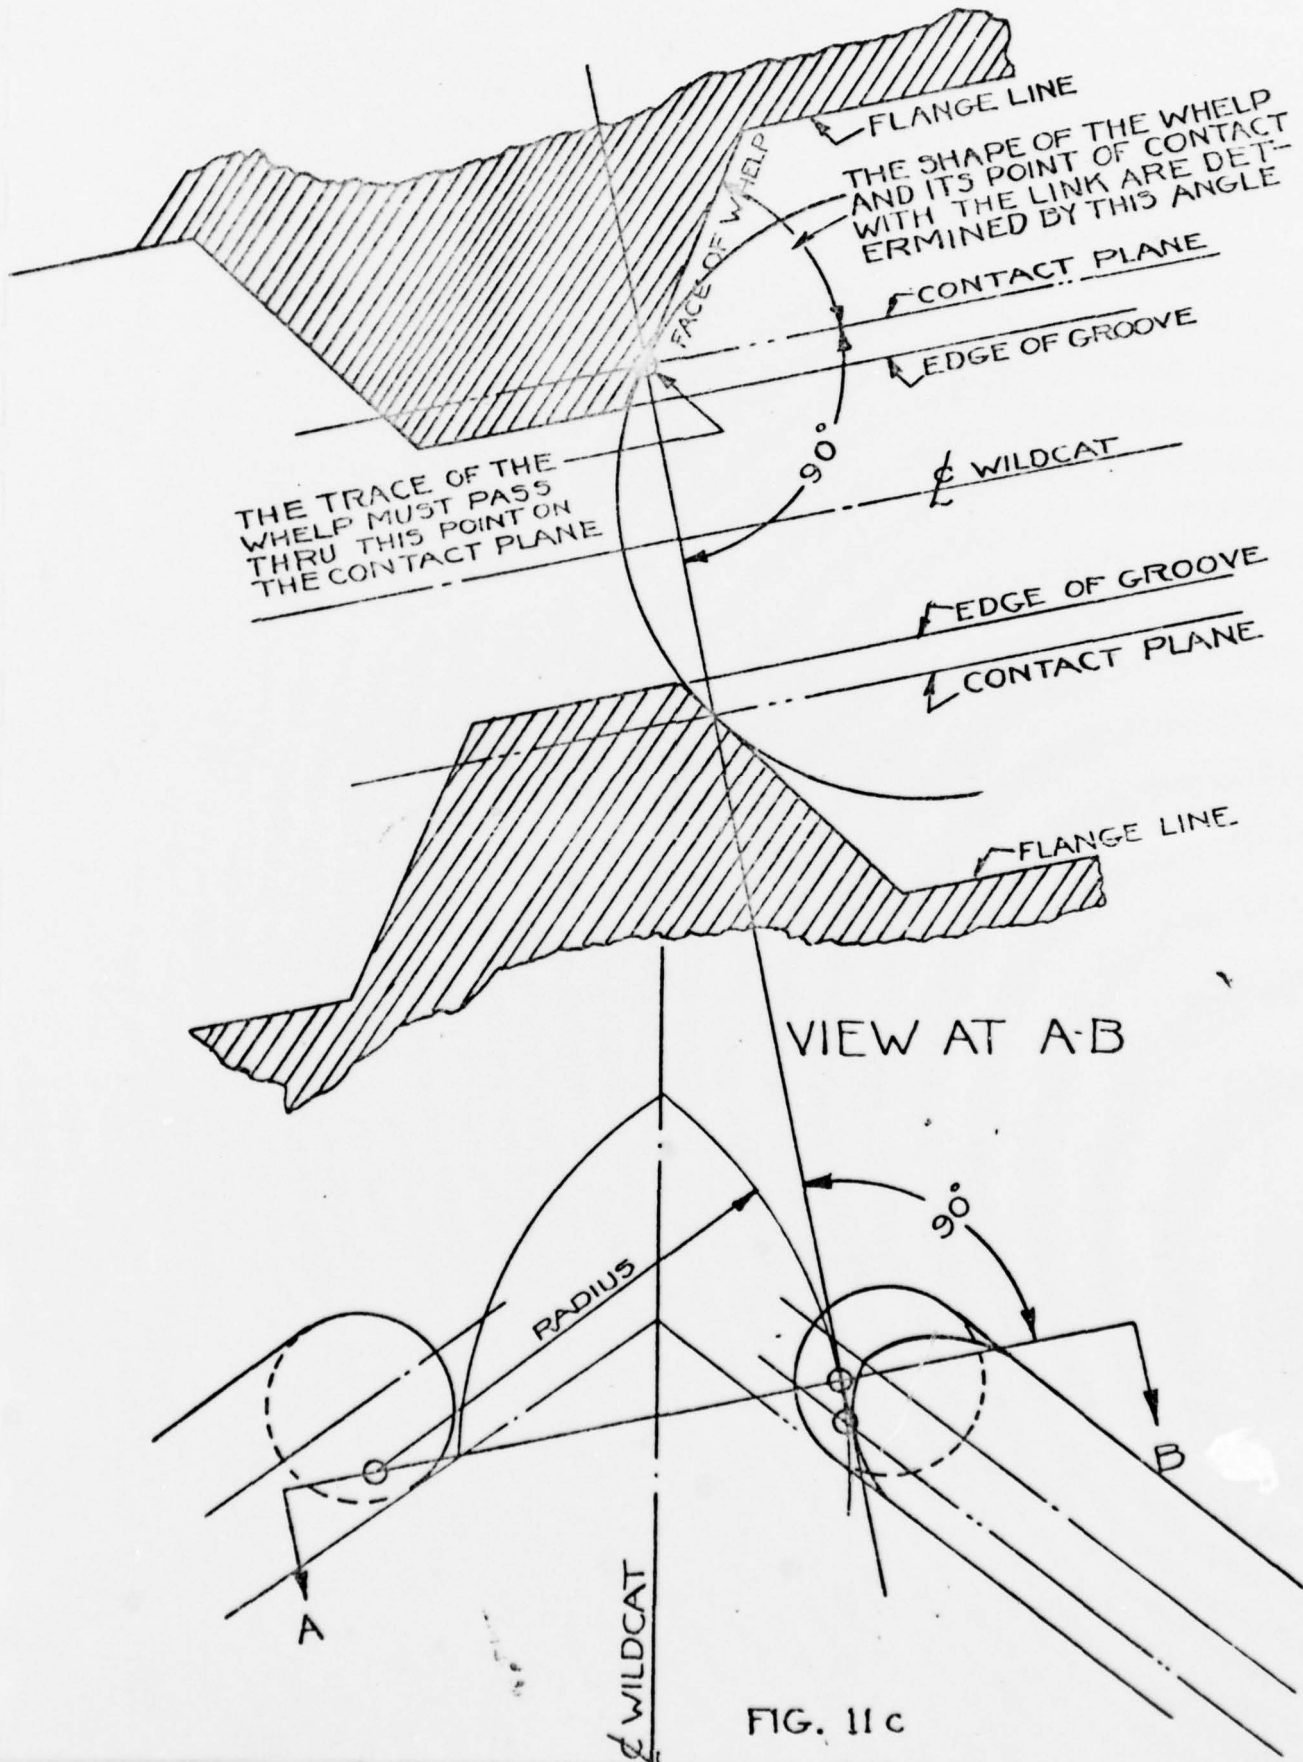 FLANGE LINE
THE SHAPE OF THE WHELP
AND ITS POINT OF CONTACT
WITH THE LINK ARE DET-
ERMINED BY THIS ANGLE
FACE OF WHELP
CONTACT PLANE
EDGE OF GROOVE
90°
℄ WILDCAT
THE TRACE OF THE
WHELP MUST PASS
THRU THIS POINT ON
THE CONTACT PLANE
EDGE OF GROOVE
CONTACT PLANE
FLANGE LINE
VIEW AT A-B
90°
RADIUS
B
A
℄ WILDCAT
FIG. 11c